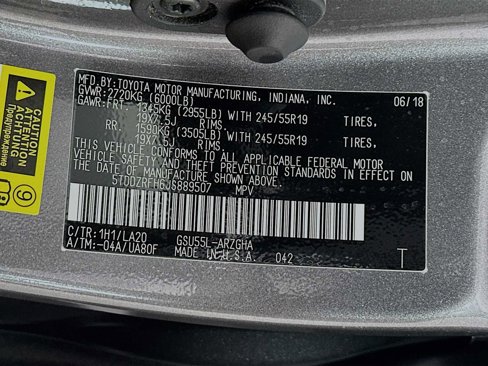 MFD. BY: TOYOTA MOTOR MANUFACTURING, INDIANA, INC. 06/18
GVWR: 2720KG (6000LB)
GAWR: FRT. 1345KG (2955LB) WITH 245/55R19 TIRES,
19X7.5J RIMS
RR. 1590KG (3505LB) WITH 245/55R19 TIRES,
19X7.5J RIMS
THIS VEHICLE CONFORMS TO ALL APPLICABLE FEDERAL MOTOR
VEHICLE SAFETY AND THEFT PREVENTION STANDARDS IN EFFECT ON
THE DATE OF MANUFACTURE SHOWN ABOVE.
5TDDZRFH6JS889507 MPV
C/TR: 1H1/LA20 GSU55L-ARZGHA
A/TM: -04A/UA80F MADE IN U.S.A. 042 T
ATTENTION
ACHTUNG
Предупреждение
9